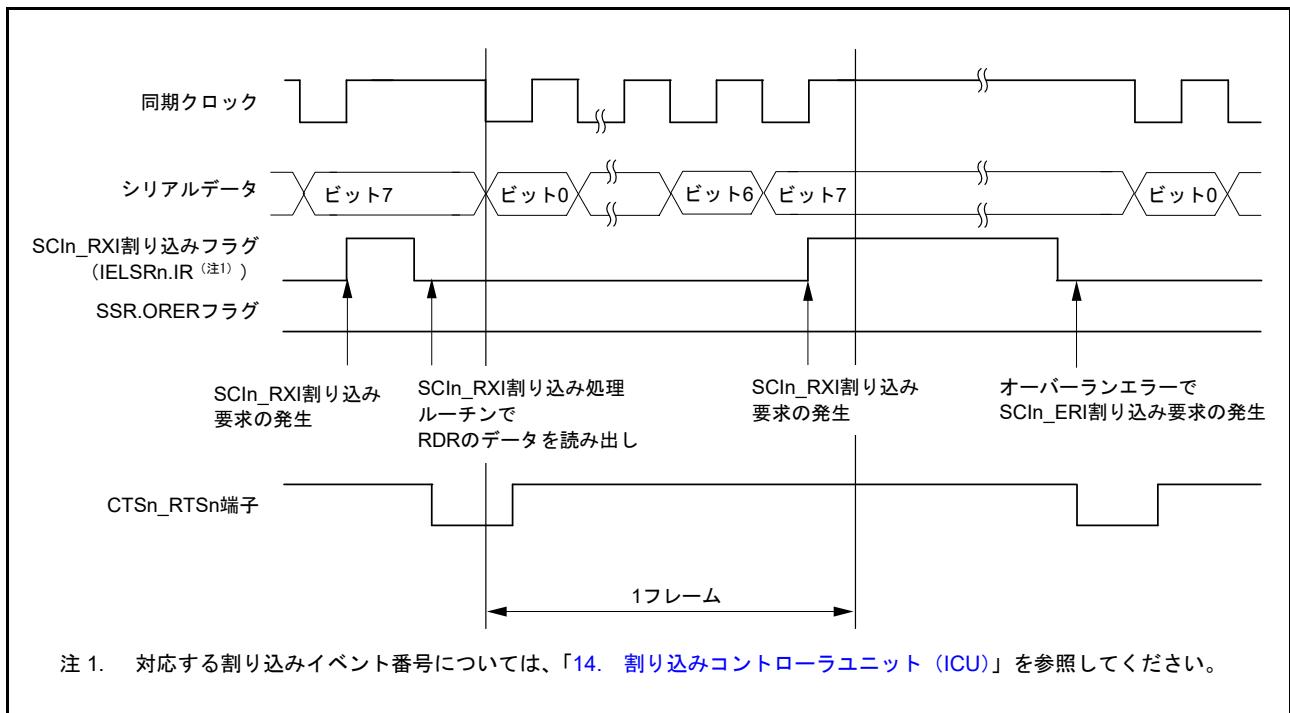 同期クロック
シリアルデータ
ビット7
ビット0
ビット6
ビット7
ビット0
SCIn_RXI割り込みフラグ
（IELSRn.IR（注1））
SSR.ORERフラグ
SCIn_RXI割り込み
要求の発生
SCIn_RXI割り込み処理
ルーチンで
RDRのデータを読み出し
SCIn_RXI割り込み
要求の発生
オーバーランエラーで
SCIn_ERI割り込み要求の発生
CTSn_RTSn端子
1フレーム
注 1. 対応する割り込みイベント番号については、「14. 割り込みコントローラユニット（ICU）」を参照してください。